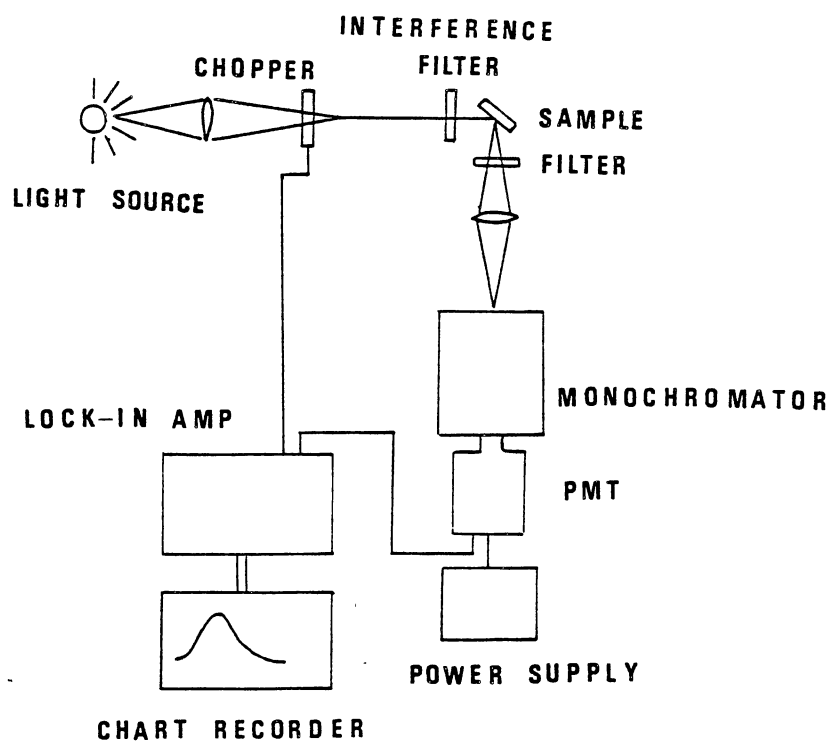 INTERFERENCE
FILTER
CHOPPER
SAMPLE
FILTER
LIGHT SOURCE
MONOCHROMATOR
LOCK-IN AMP
PMT
POWER SUPPLY
CHART RECORDER